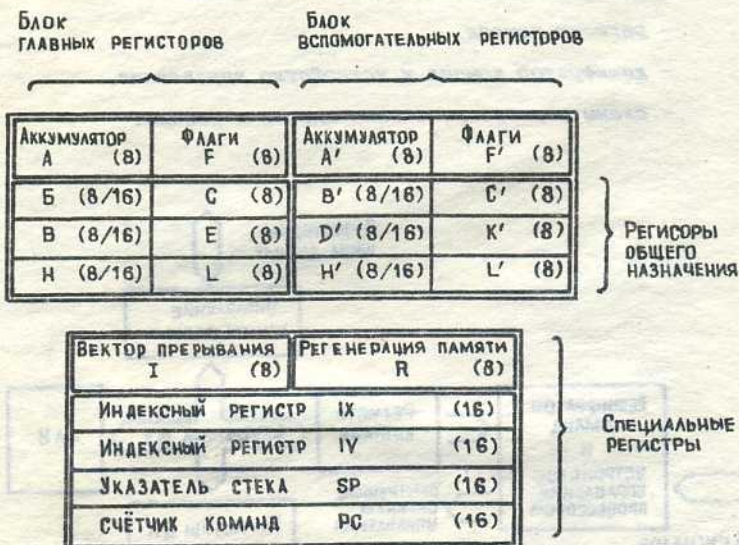 Блок
главных регисторов
Блок
вспомогательных регисторов
Аккумулятор
A (8)
Флаги
F (8)
Аккумулятор
A' (8)
Флаги
F' (8)
Б (8/16) C (8) B' (8/16) C' (8)
В (8/16) E (8) D' (8/16) K' (8)
H (8/16) L (8) H' (8/16) L' (8)
Регисоры
общего
назначения
Вектор прерывания
I (8)
Регенерация памяти
R (8)
Индексный регистр IX (16)
Индексный регистр IV (16)
Указатель стека SP (16)
Счётчик команд PC (16)
Специальные
регистры